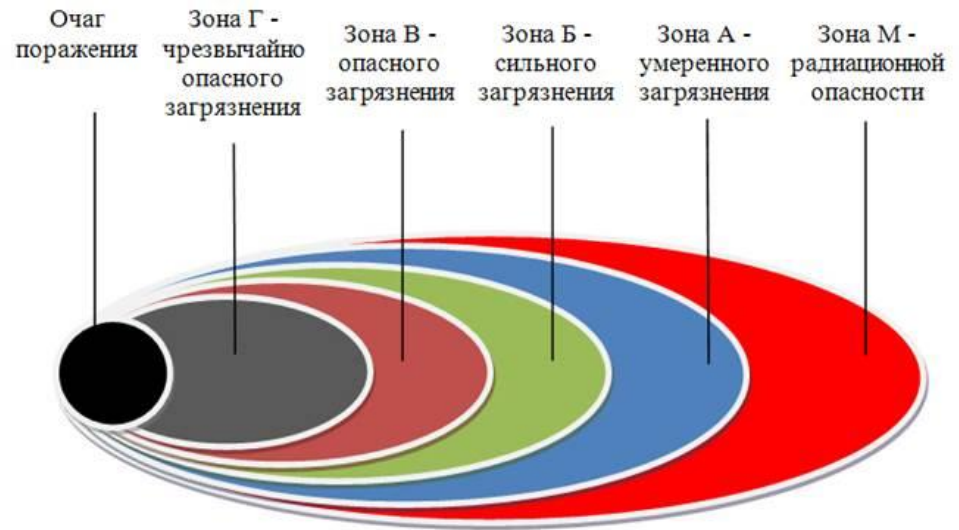 Очаг
поражения
Зона Г -
чрезвычайно
опасного
загрязнения
Зона В -
опасного
загрязнения
Зона Б -
сильного
загрязнения
Зона А -
умеренного
загрязнения
Зона М -
радиационной
опасности